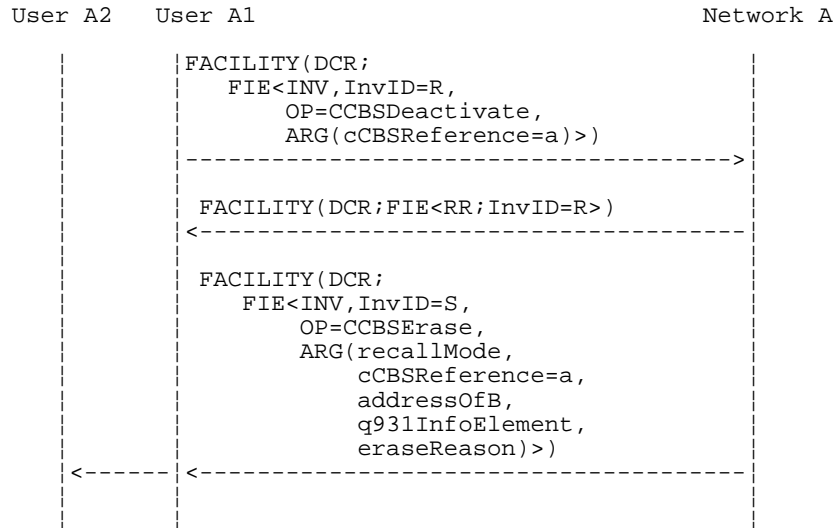 User A2 User A1 Network A
FACILITY(DCR;
FIE<INV,InvID=R,
OP=CCBSDeactivate,
ARG(cCBSReference=a)>)
FACILITY(DCR;FIE<RR;InvID=R>)
FACILITY(DCR;
FIE<INV,InvID=S,
OP=CCBSErase,
ARG(recallMode,
cCBSReference=a,
addressOfB,
q931InfoElement,
eraseReason)>)